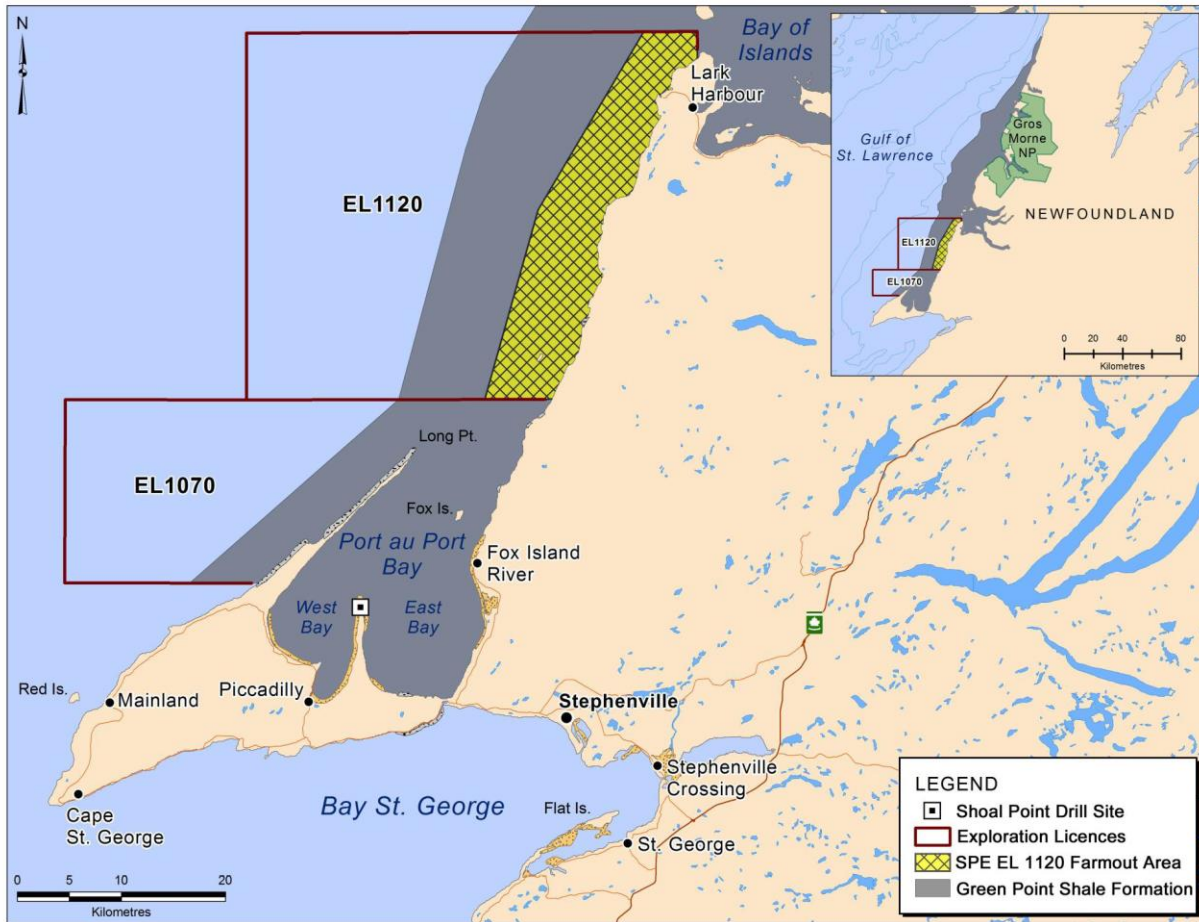 N
Bay of
Islands
Lark
Harbour
EL1120
Long Pt.
EL1070
Fox Is.
Port au Port
Bay
Fox Island
River
West
Bay
East
Bay
Red Is.
Mainland
Piccadilly
Stephenville
Stephenville
Crossing
Cape
St. George
Bay St. George
Flat Is.
St. George
0 5 10 20
Kilometres
Gulf of
St. Lawrence
Gros
Morne
NP
NEWFOUNDLAND
EL1120
EL1070
0 20 40 80
Kilometres
LEGEND
Shoal Point Drill Site
Exploration Licences
SPE EL 1120 Farmout Area
Green Point Shale Formation